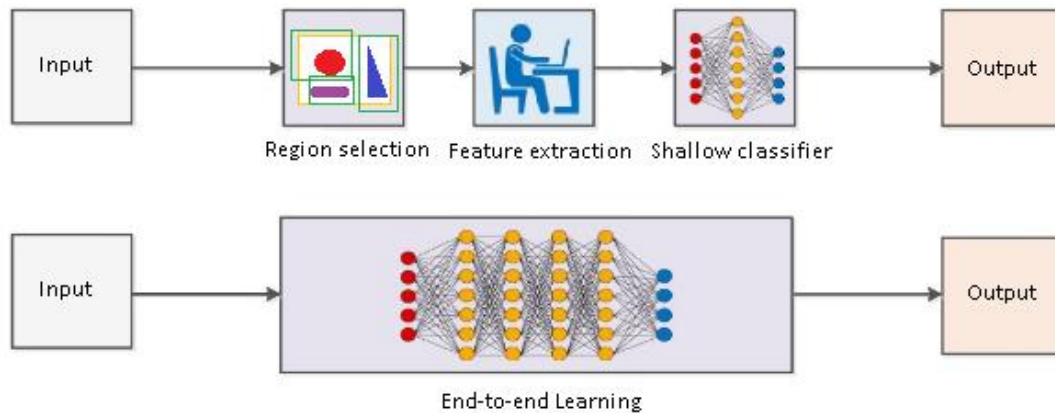 Input
Output
Region selection
Feature extraction
Shallow classifier
Input
Output
End-to-end Learning